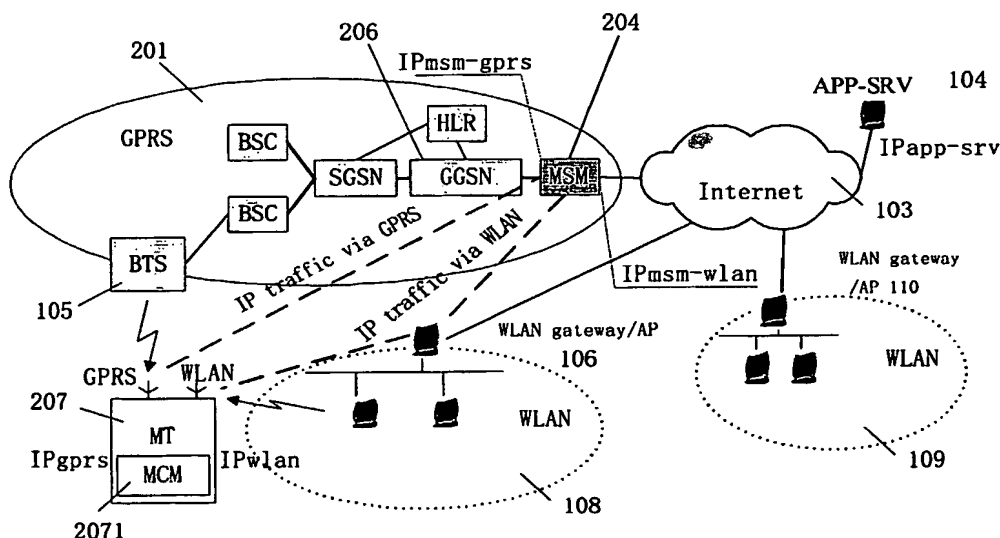 206
204
201
IPmsm-gprs
APP-SRV 104
GPRS
BSC
HLR
IPapp-srv
SGSN
GGSN
MSM
Internet
BSC
103
IP traffic via GPRS
IP traffic via WLAN
BTS
IPmsm-wlan
WLAN gateway
/AP 110
105
WLAN gateway/AP
106
GPRS
WLAN
WLAN
207
MT
WLAN
IPgprs
IPwlan
MCM
109
2071
108